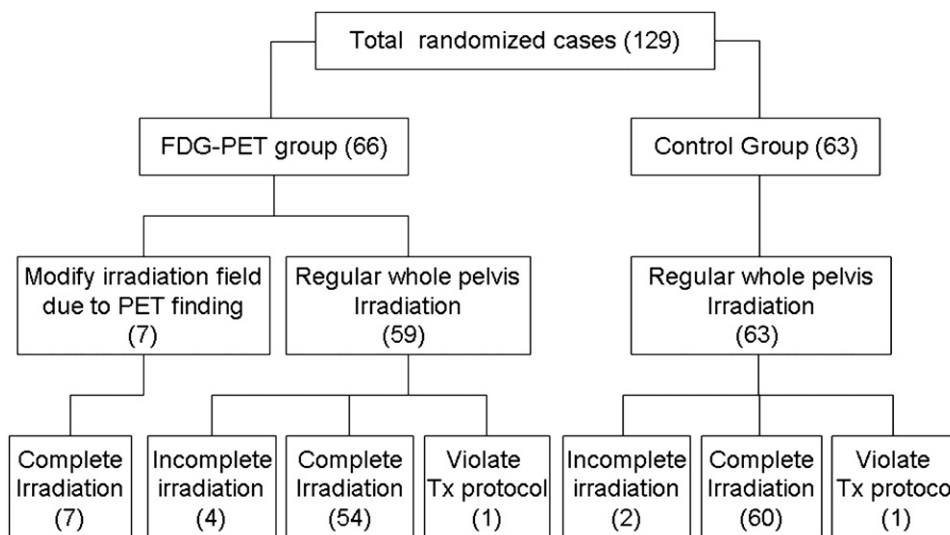 Total randomized cases (129)
FDG-PET group (66)
Control Group (63)
Modify irradiation field
due to PET finding
(7)
Regular whole pelvis
Irradiation
(59)
Regular whole pelvis
Irradiation
(63)
Complete
Irradiation
(7)
Incomplete
irradiation
(4)
Complete
Irradiation
(54)
Violate
Tx protocol
(1)
Incomplete
irradiation
(2)
Complete
Irradiation
(60)
Violate
Tx protocol
(1)